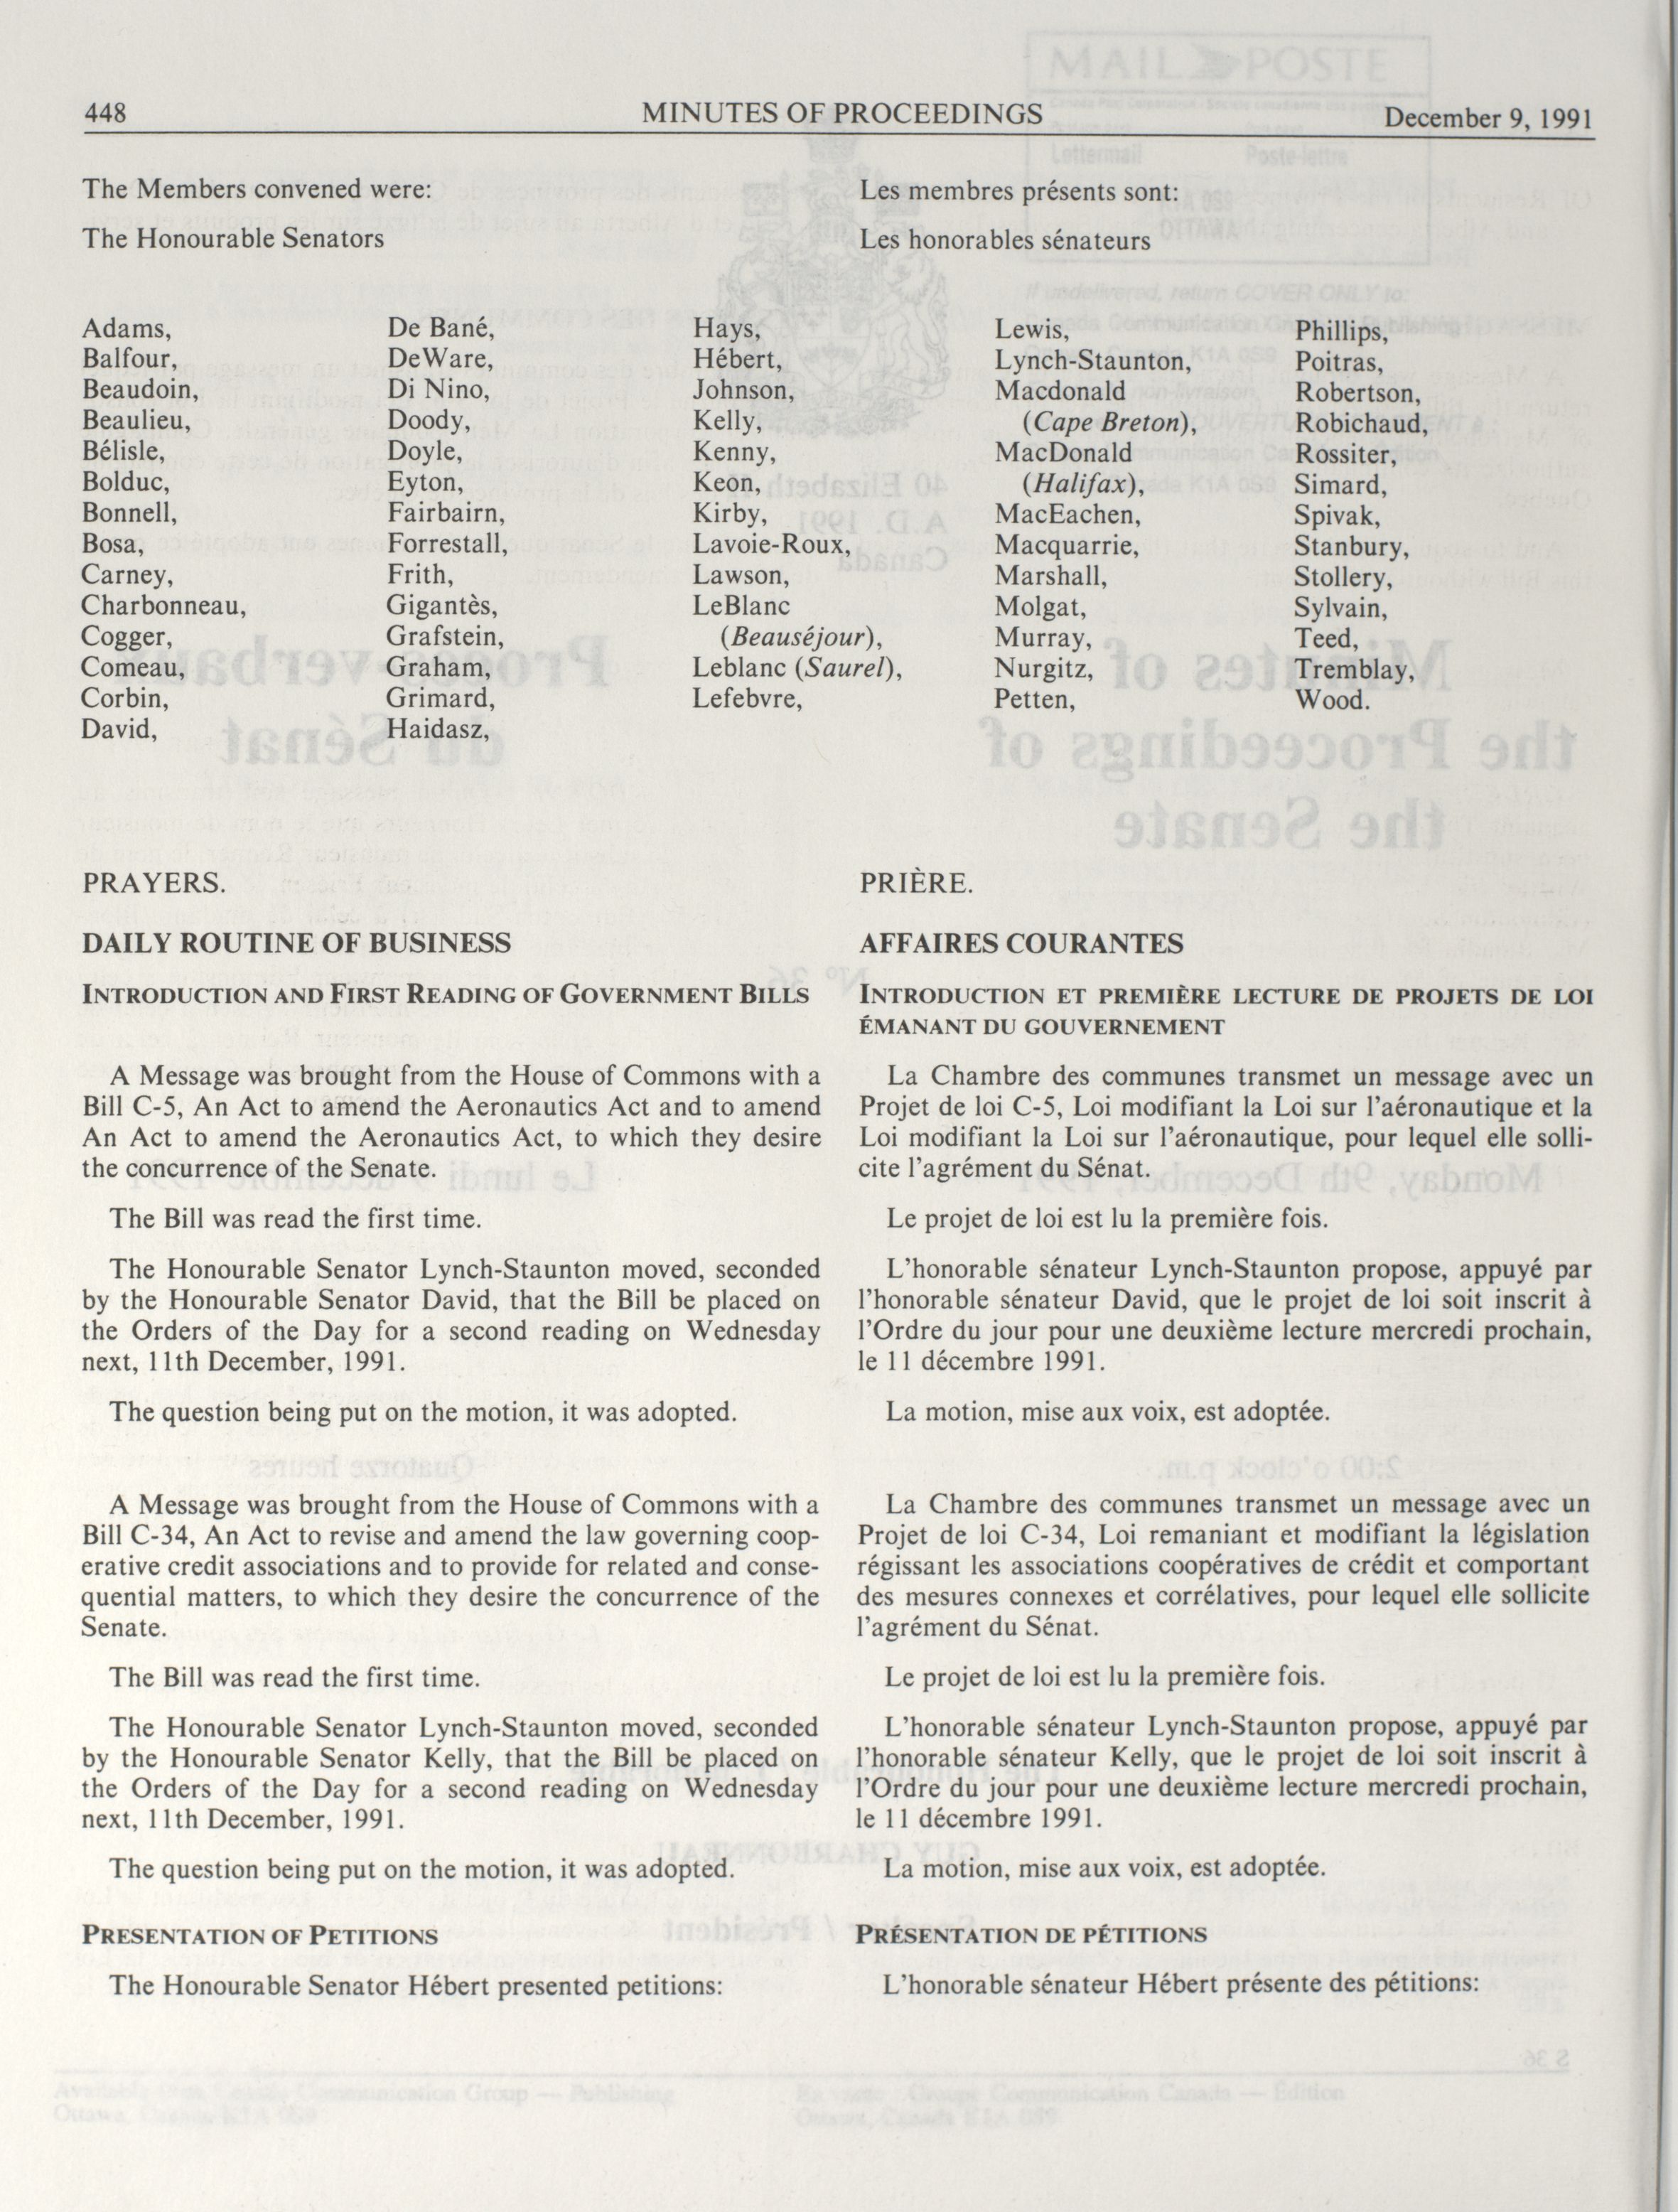 448 MINUTES OF PROCEEDINGS December 9, 1991
The Members convened were:
The Honourable Senators
Les membres présents sont:
Les honorables sénateurs
Adams,
Balfour,
Beaudoin,
Beaulieu,
Bélisle,
Bolduc,
Bonnell,
Bosa,
Carney,
Charbonneau,
Cogger,
Comeau,
Corbin,
David,
De Bané,
DeWare,
Di Nino,
Doody,
Doyle,
Eyton,
Fairbairn,
Forrestall,
Frith,
Gigantès,
Grafstein,
Graham,
Grimard,
Haidasz,
Hays,
Hébert,
Johnson,
Kelly,
Kenny,
Keon,
Kirby,
Lavoie-Roux,
Lawson,
LeBlanc
(Beauséjour),
Leblanc (Saurel),
Lefebvre,
Lewis,
Lynch-Staunton,
Macdonald
(Cape Breton),
MacDonald
(Halifax),
MacEachen,
Macquarrie,
Marshall,
Molgat,
Murray,
Nurgitz,
Petten,
Phillips,
Poitras,
Robertson,
Robichaud,
Rossiter,
Simard,
Spivak,
Stanbury,
Stollery,
Sylvain,
Teed,
Tremblay,
Wood.
PRAYERS.
DAILY ROUTINE OF BUSINESS
INTRODUCTION AND FIRST READING OF GOVERNMENT BILLS
A Message was brought from the House of Commons with a
Bill C-5, An Act to amend the Aeronautics Act and to amend
An Act to amend the Aeronautics Act, to which they desire
the concurrence of the Senate.
The Bill was read the first time.
The Honourable Senator Lynch-Staunton moved, seconded
by the Honourable Senator David, that the Bill be placed on
the Orders of the Day for a second reading on Wednesday
next, 11th December, 1991.
The question being put on the motion, it was adopted.
A Message was brought from the House of Commons with a
Bill C-34, An Act to revise and amend the law governing coop-
erative credit associations and to provide for related and conse-
quential matters, to which they desire the concurrence of the
Senate.
The Bill was read the first time.
The Honourable Senator Lynch-Staunton moved, seconded
by the Honourable Senator Kelly, that the Bill be placed on
the Orders of the Day for a second reading on Wednesday
next, 11th December, 1991.
The question being put on the motion, it was adopted.
PRESENTATION OF PETITIONS
The Honourable Senator Hébert presented petitions:
PRIÈRE.
AFFAIRES COURANTES
INTRODUCTION ET PREMIÈRE LECTURE DE PROJETS DE LOI
ÉMANANT DU GOUVERNEMENT
La Chambre des communes transmet un message avec un
Projet de loi C-5, Loi modifiant la Loi sur l'aéronautique et la
Loi modifiant la Loi sur l'aéronautique, pour lequel elle solli-
cite l'agrément du Sénat.
Le projet de loi est lu la première fois.
L'honorable sénateur Lynch-Staunton propose, appuyé par
l'honorable sénateur David, que le projet de loi soit inscrit à
l'Ordre du jour pour une deuxième lecture mercredi prochain,
le 11 décembre 1991.
La motion, mise aux voix, est adoptée.
La Chambre des communes transmet un message avec un
Projet de loi C-34, Loi remaniant et modifiant la législation
régissant les associations coopératives de crédit et comportant
des mesures connexes et corrélatives, pour lequel elle sollicite
l'agrément du Sénat.
Le projet de loi est lu la première fois.
L'honorable sénateur Lynch-Staunton propose, appuyé par
l'honorable sénateur Kelly, que le projet de loi soit inscrit à
l'Ordre du jour pour une deuxième lecture mercredi prochain,
le 11 décembre 1991.
La motion, mise aux voix, est adoptée.
PRÉSENTATION DE PÉTITIONS
L'honorable sénateur Hébert présente des pétitions: